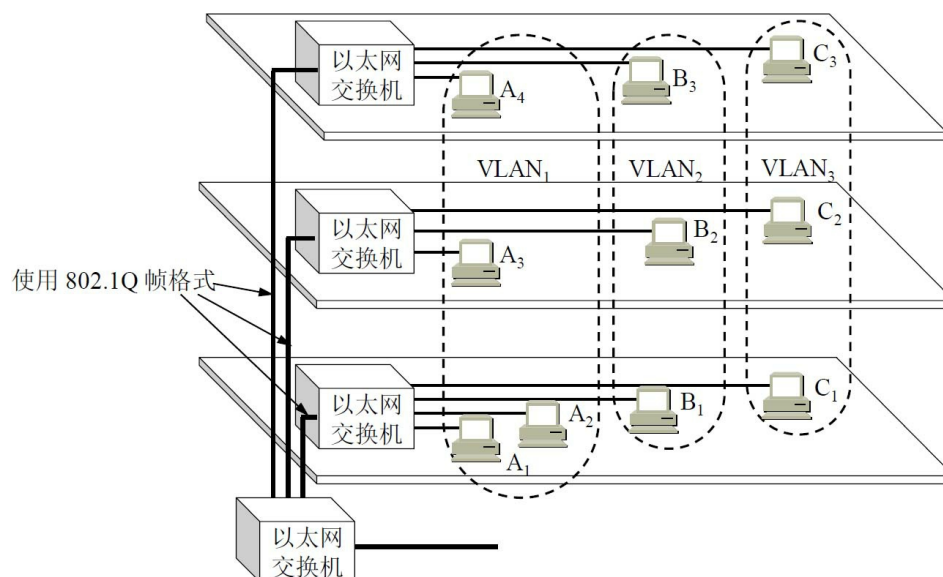 以太网
交换机
A₄
B₃
C₃
VLAN₁
VLAN₂
VLAN₃
以太网
交换机
A₃
B₂
C₂
使用 802.1Q 帧格式
以太网
交换机
A₁
A₂
B₁
C₁
以太网
交换机